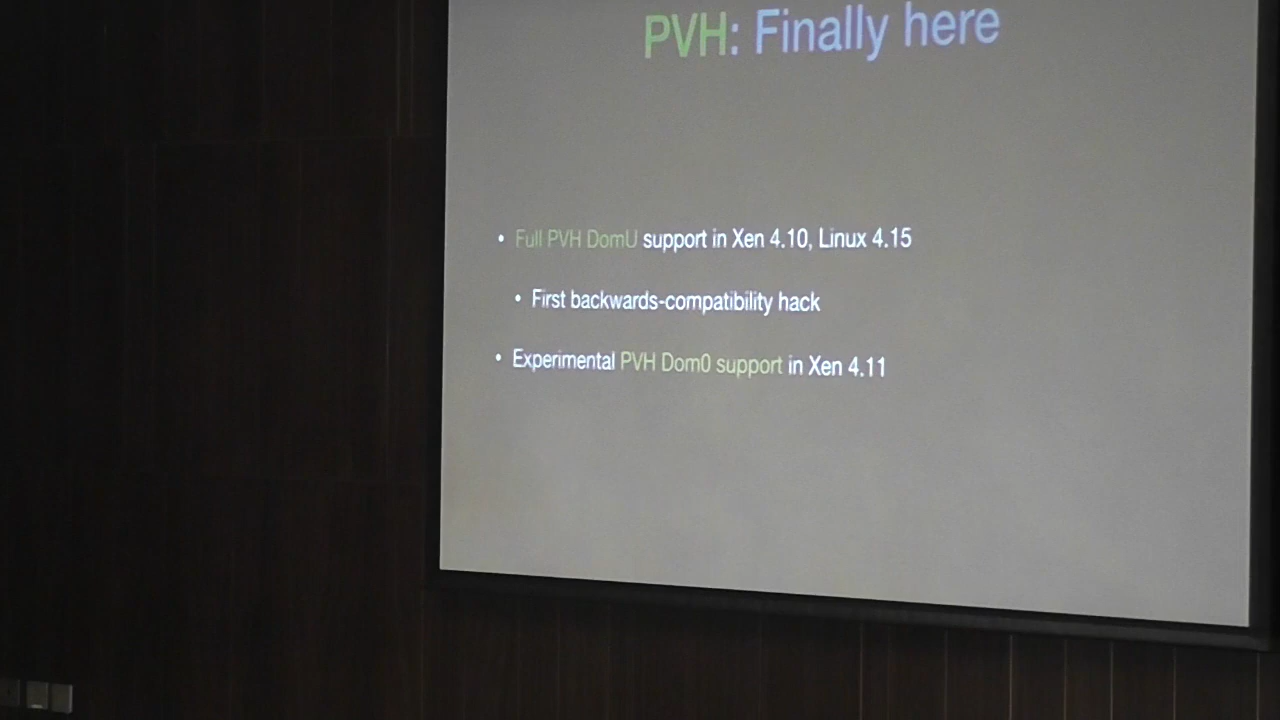 PVH: Finally here
• Full PVH DomU support in Xen 4.10, Linux 4.15
• First backwards-compatibility hack
• Experimental PVH Dom0 support in Xen 4.11